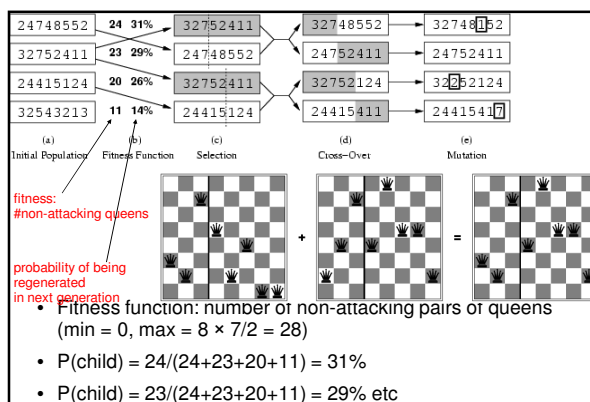 24748552 24 31% 32752411 32748552 32748152
32752411 23 29% 24748552 24752411 24752411
24415124 20 26% 32752411 32752124 32252124
32543213 11 14% 24415124 24415411 24415417
(a) (b) (c) (d) (e)
Initial Population Fitness Function Selection Cross-Over Mutation
fitness:
#non-attacking queens
+ =
probability of being
regenerated
in next generation
• Fitness function: number of non-attacking pairs of queens
(min = 0, max = 8 × 7/2 = 28)
• P(child) = 24/(24+23+20+11) = 31%
• P(child) = 23/(24+23+20+11) = 29% etc